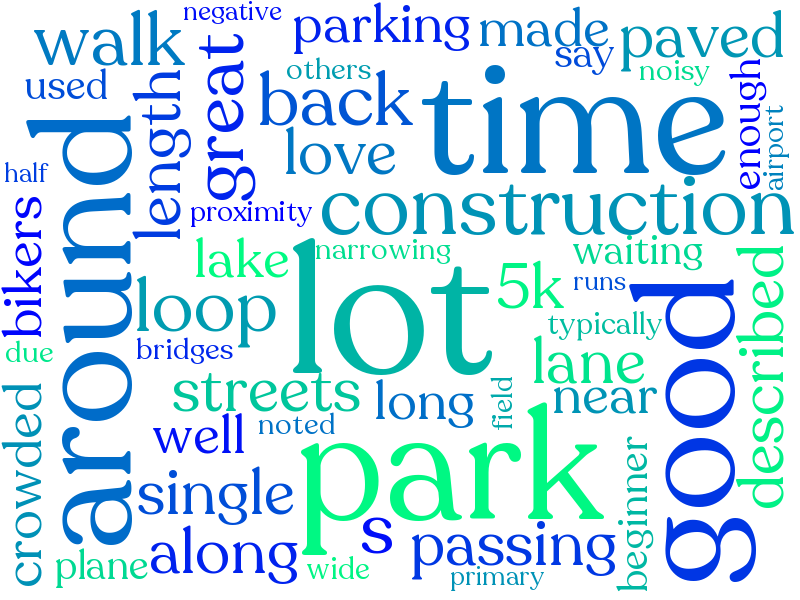 negative
walk
parking
made
paved
say
used
others
noisy
great
length
back
time
enough
airport
love
around
half
proximity
construction
bikers
lake
narrowing
waiting
lot
5k
runs
loop
good
described
typically
bridges
due
lane
streets
long
near
field
crowded
well
noted
park
single
s
beginner
along
passing
plane
wide
primary